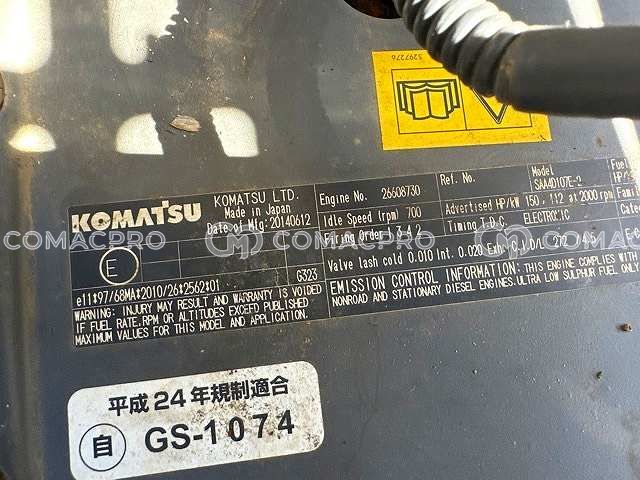 5297276
KOMATSU
KOMATSU LTD.
Made in Japan
Date of Mfg. 20140612
Engine No. 26608730
Idle Speed (rpm) 700
Firing Order 1 3 4 2
Valve lash cold 0.010 Int. 0.020 Exh.
Ref. No.
Model
SAA4D107E-2
Advertised HP/kW 150 , 112 at 2000 rpm
Timing T.D.C. ELECTRONIC
Fuel
E
e11*97/68MA*2010/26*2562*01
G323
WARNING: INJURY MAY RESULT AND WARRANTY IS VOIDED
IF FUEL RATE,RPM OR ALTITUDES EXCEED PUBLISHED
MAXIMUM VALUES FOR THIS MODEL AND APPLICATION.
EMISSION CONTROL INFORMATION: THIS ENGINE COMPLIES WITH
NONROAD AND STATIONARY DIESEL ENGINES.ULTRA LOW SULPHUR FUEL ONLY
COMACPRO COMACPRO COMACPRO
平成24年規制適合
自 GS-1074